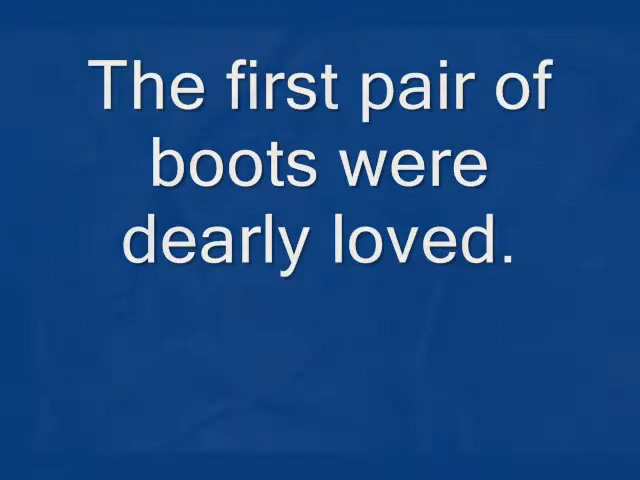 The first pair of
boots were
dearly loved.